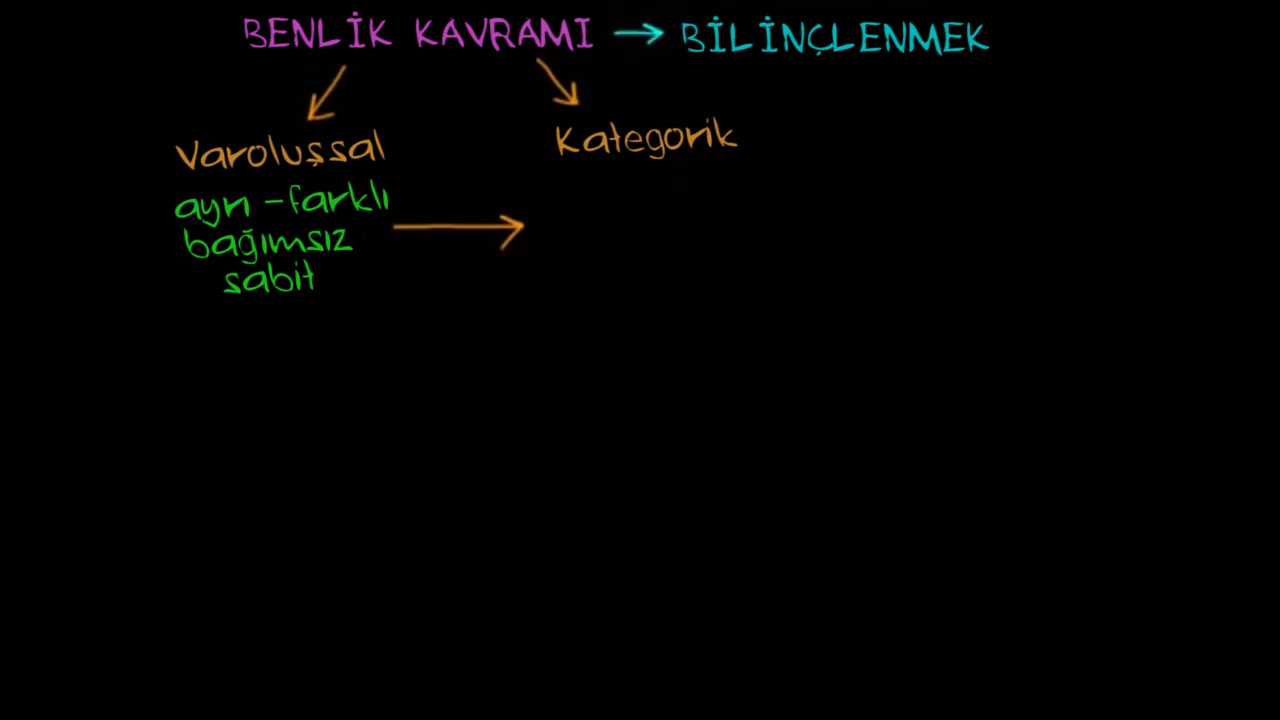 BENLİK KAVRAMI → BİLİNÇLENMEK
Varoluşsal
Kategorik
ayrı - farklı
bağımsız
sabit